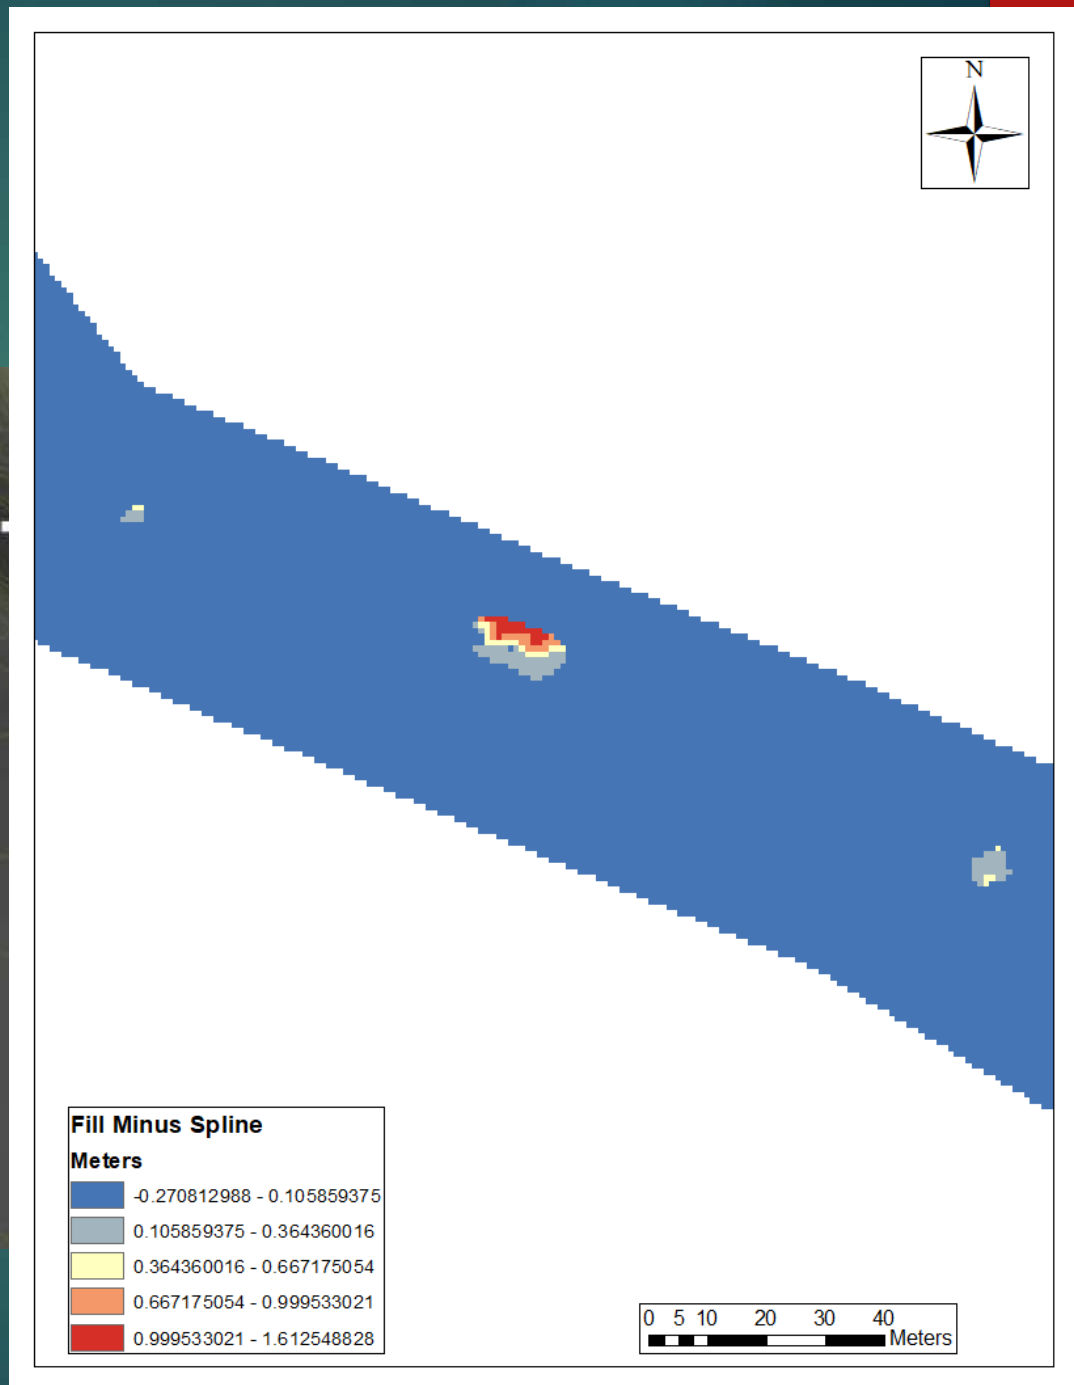 N
Fill Minus Spline
Meters
-0.270812988 - 0.105859375
0.105859375 - 0.364360016
0.364360016 - 0.667175054
0.667175054 - 0.999533021
0.999533021 - 1.612548828
0 5 10 20 30 40
Meters